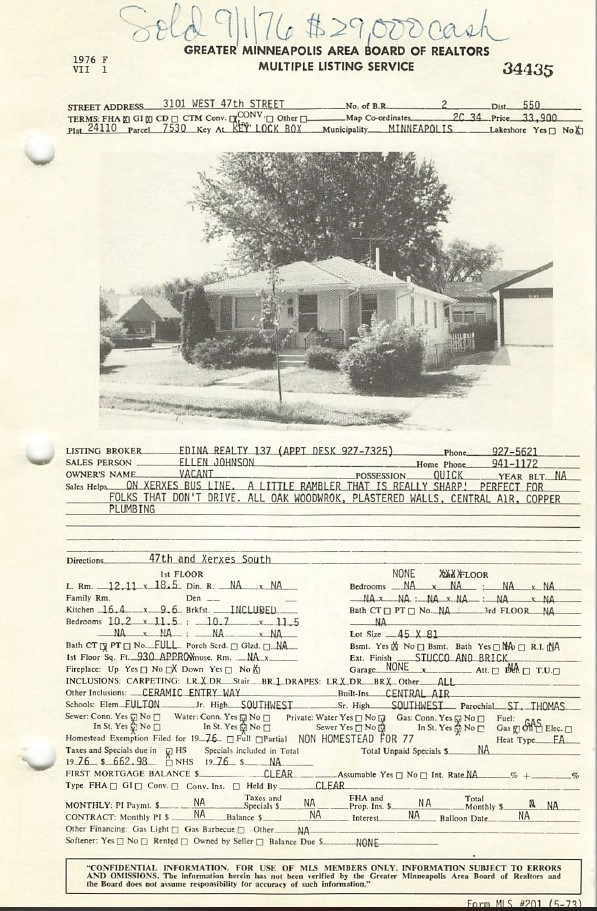 Sold 9/1/76 $29,000 cash
GREATER MINNEAPOLIS AREA BOARD OF REALTORS
1976 F
VII 1
MULTIPLE LISTING SERVICE
34435
STREET ADDRESS 3101 WEST 47th STREET No. of B.R. 2 Dist. 550
TERMS: FHA ☒ GI ☒ CD ☐ CTM Conv. ☒ CONV. Ins. ☐ Other ☐ Map Co-ordinates 2C 34 Price 33,900
Plat 24110 Parcel 7530 Key At KEY LOCK BOX Municipality MINNEAPOLIS Lakeshore Yes ☐ No ☒
LISTING BROKER EDINA REALTY 137 (APPT DESK 927-7325) Phone 927-5621
SALES PERSON ELLEN JOHNSON Home Phone 941-1172
OWNER'S NAME VACANT POSSESSION QUICK YEAR BLT. NA
Sales Helps ON XERXES BUS LINE. A LITTLE RAMBLER THAT IS REALLY SHARP! PERFECT FOR
FOLKS THAT DON'T DRIVE. ALL OAK WOODWROK, PLASTERED WALLS, CENTRAL AIR, COPPER
PLUMBING
Directions 47th and Xerxes South
1st FLOOR NONE XXXX FLOOR
L. Rm. 12.11 x 18.5 Din. R. NA x NA Bedrooms NA x NA ; NA x NA
Family Rm. Den NA x NA ; NA x NA ; NA x NA
Kitchen 16.4 x 9.6 Brkfst. INCLUDED Bath CT ☐ PT ☐ No. NA 3rd FLOOR NA
Bedrooms 10.2 x 11.5 ; 10.7 x 11.5 NA
NA x NA ; NA x NA Lot Size 45 X 81
Bath CT ☒ PT ☐ No. FULL Porch Scrd. ☐ Glzd. ☐ NA Bsmt. Yes ☒ No ☐ Bsmt. Bath Yes ☐ No R.I. ☐ NA
1st Floor Sq. Ft. 930 APPROX Amuse. Rm. NA x Ext. Finish STUCCO AND BRICK
Fireplace: Up Yes ☐ No X Down Yes ☐ No ☒ Garage NONE x Att. ☐ Det. ☐ NA T.U. ☐
INCLUSIONS: CARPETING: LR X DR Stair BR 1 DRAPES: LR X DR BR X Other ALL
Other Inclusions: CERAMIC ENTRY WAY Built-Ins CENTRAL AIR
Schools: Elem. FULTON Jr. High SOUTHWEST Sr. High SOUTHWEST Parochial ST. THOMAS
Sewer: Conn. Yes ☒ No ☐ Water: Conn. Yes ☒ No ☐ Private: Water Yes ☐ No ☒ Gas: Conn. Yes ☒ No ☐ Fuel: GAS
In St. Yes ☒ No ☐ In St. Yes ☒ No ☐ Sewer Yes ☐ No ☒ In St. Yes ☒ No ☐ Gas ☒ Oil ☐ Elec. ☐
Homestead Exemption Filed for 1976 ☐ Full ☐ Partial NON HOMESTEAD FOR 77 Heat Type FA
Taxes and Specials due in ☒ HS Specials included in Total Total Unpaid Specials $ NA
1976 $ 662.98 ☐ NHS 1976 $ NA
FIRST MORTGAGE BALANCE $ CLEAR Assumable Yes ☐ No ☐ Int. Rate NA % + %
Type FHA ☐ GI ☐ Conv. ☐ Conv. Ins. ☐ Held By CLEAR
MONTHLY: PI Paymt. $ NA Taxes and Specials $ NA FHA and Prop. Ins. $ NA Total Monthly $ NA
CONTRACT: Monthly PI $ NA Balance $ NA Interest NA Balloon Date NA
Other Financing: Gas Light ☐ Gas Barbecue ☐ Other NA
Softener: Yes ☐ No ☐ Rented ☐ Owned by Seller ☐ Balance Due $ NONE
"CONFIDENTIAL INFORMATION. FOR USE OF MLS MEMBERS ONLY. INFORMATION SUBJECT TO ERRORS
AND OMISSIONS. The information herein has not been verified by the Greater Minneapolis Area Board of Realtors and
the Board does not assume responsibility for accuracy of such information."
Form MLS #201 (5-73)